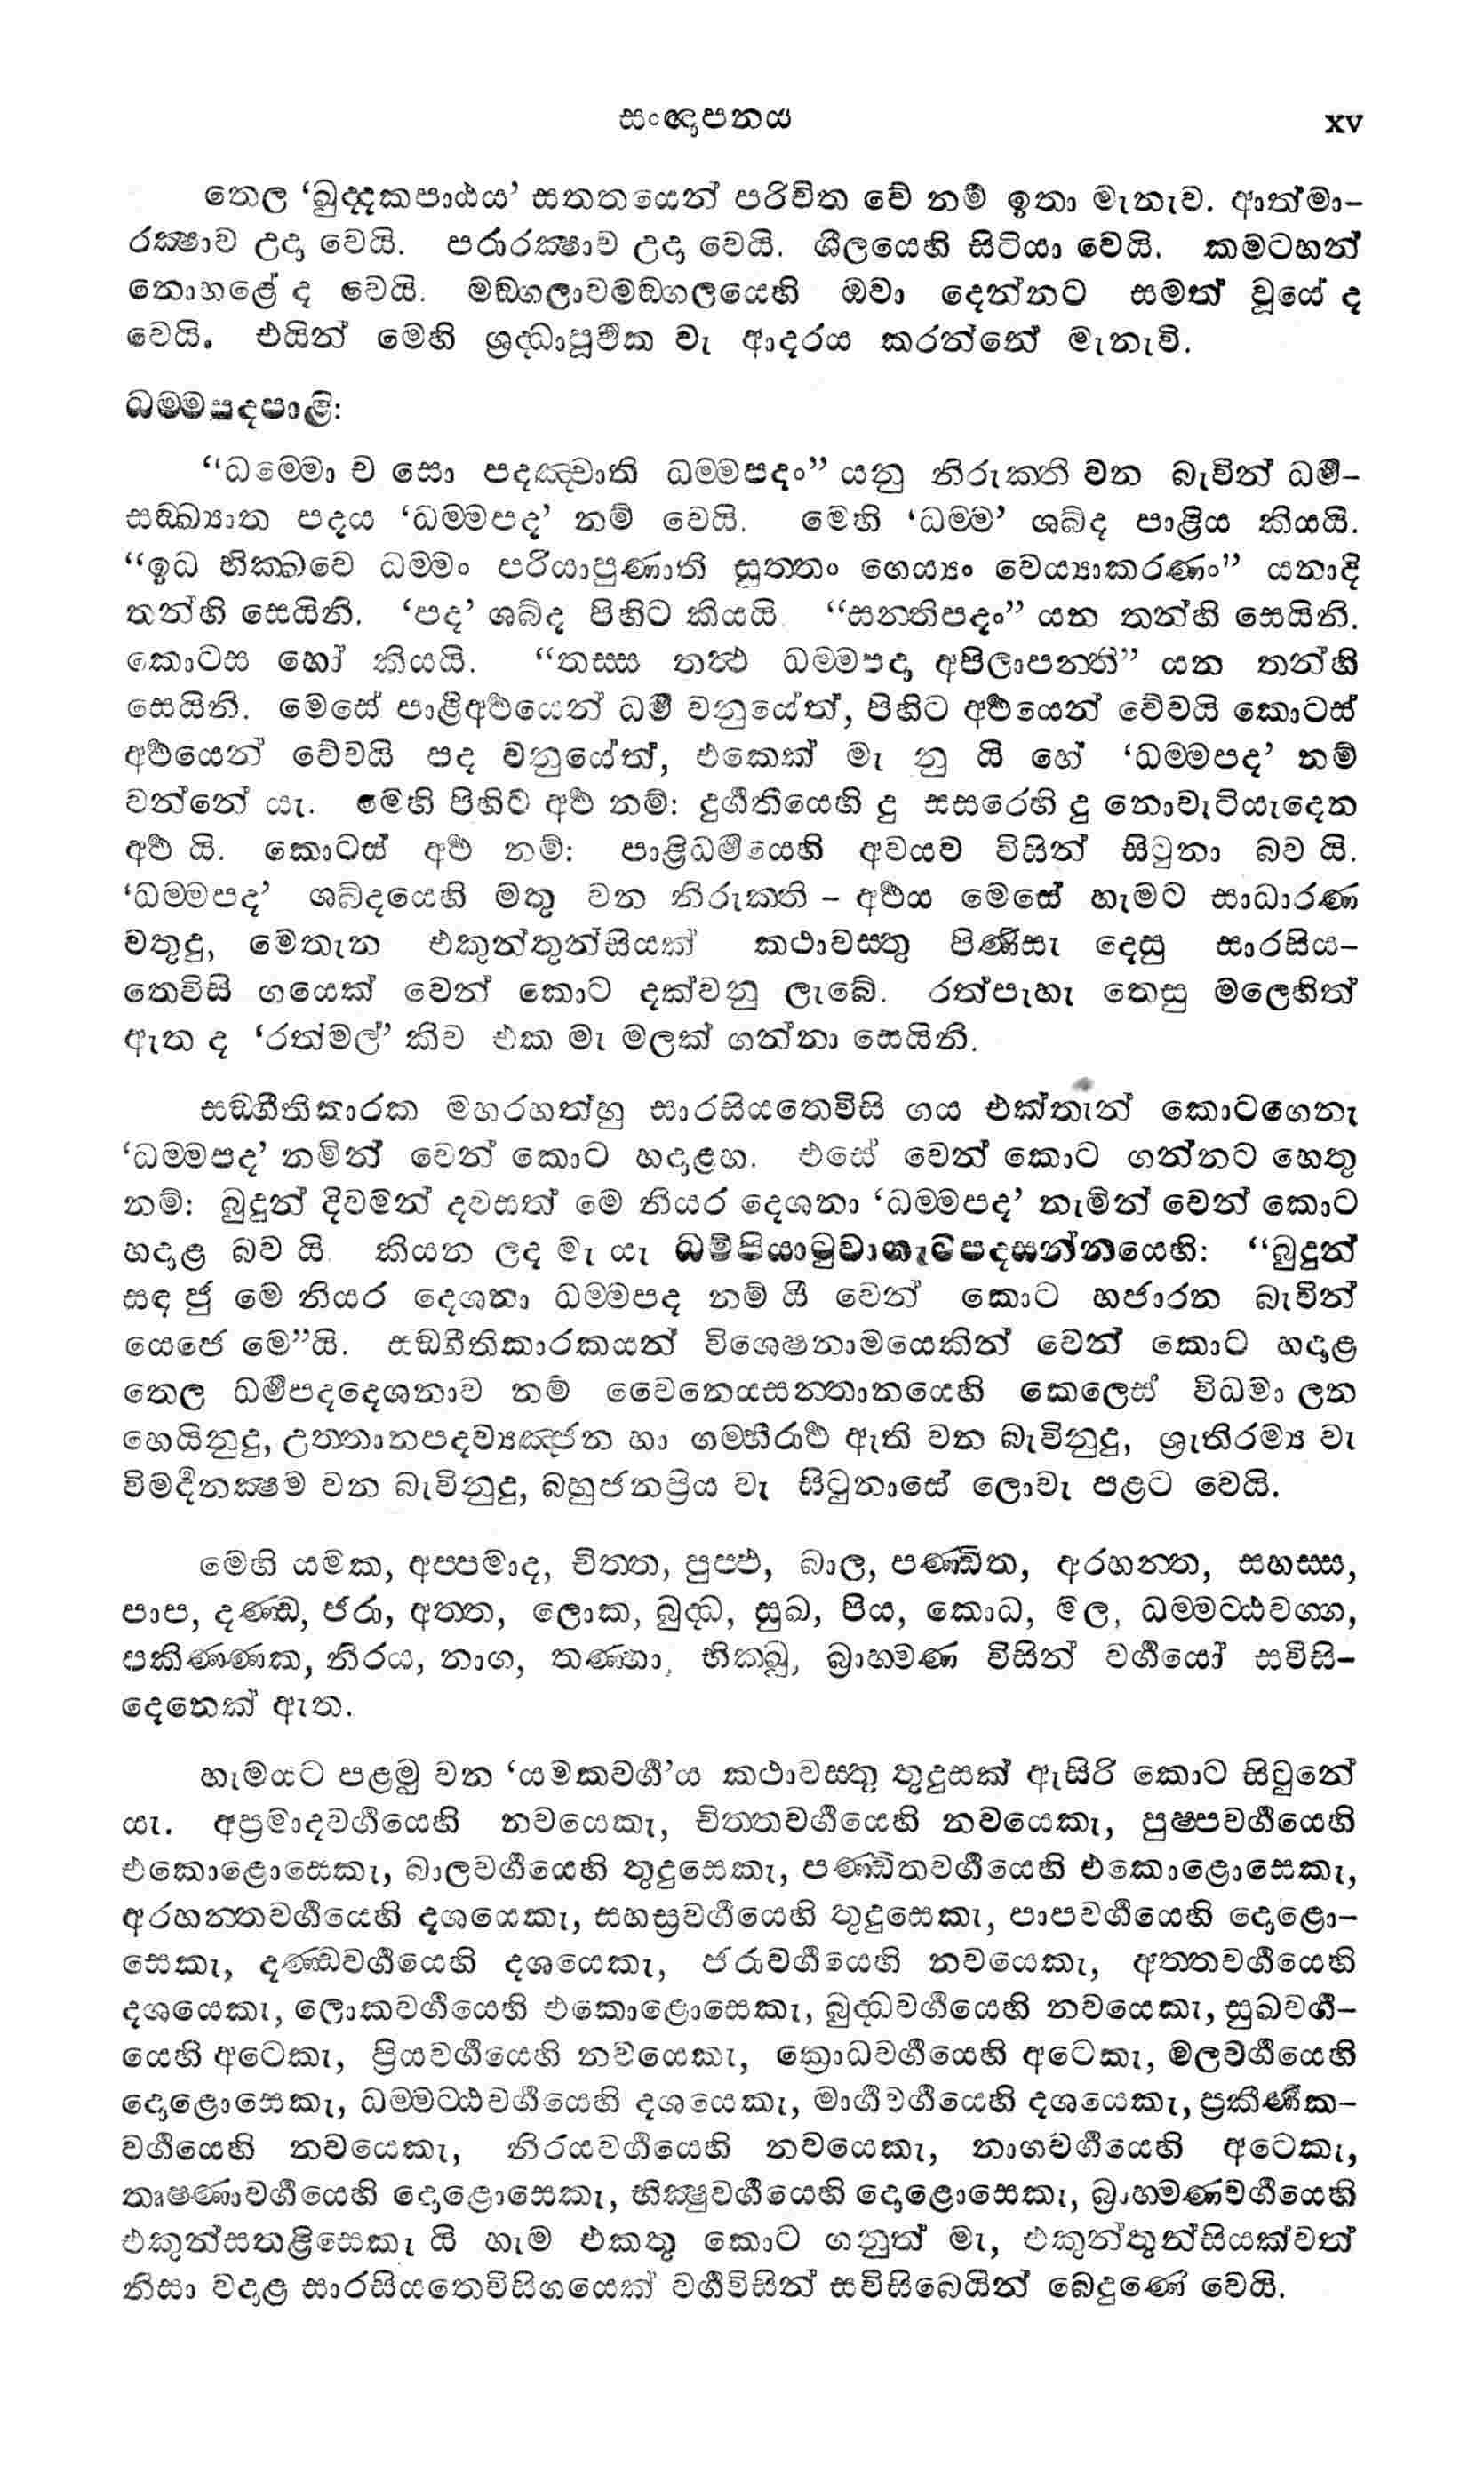 සංඥාපනය xv
තෙල ‘ඛුද්දකපාඨය’ සතතයෙන් පරිචිත වේ නම් ඉතා මැනැව. ආත්මා-
රක්‍ෂාව උදා වෙයි. පරාරක්‍ෂාව උදා වෙයි. ශීලයෙහි සිටියා වෙයි. කමටහන්
නොහළේ ද වෙයි. මඞ්ගලාවමඞ්ගලයෙහි ඔවා දෙන්නට සමත් වූයේ ද
වෙයි. එයින් මෙහි ශ්‍රද්ධාපූර්‍වක වැ ආදරය කරන්නේ මැනැවි.
ධම්මපදපාළි:
“ධම්මො ච සො පදඤ්චාති ධම්මපදං” යනු නිරුක්ති වන බැවින් ධර්‍ම-
සඞ්ඛ්‍යාත පදය ‘ධම්මපද’ නම් වෙයි. මෙහි ‘ධම්ම’ ශබ්ද පාළිය කියයි.
“ඉධ භික්ඛවෙ ධම්මං පරියාපුණාති සුත්තං ගෙය්‍යං වෙය්‍යාකරණං” යනාදි
තන්හි සෙයිනි. ‘පද’ ශබ්ද පිහිට කියයි. “සන්තිපදං” යන තන්හි සෙයිනි.
කොටස හෝ කියයි. “තස්ස තත්‍ථ ධම්මපදා අපිලාපන්ති” යන තන්හි
සෙයිනි. මෙසේ පාළිඅර්‍ථයෙන් ධර්‍ම වනුයේත්, පිහිට අර්‍ථයෙන් වේවයි කොටස්
අර්‍ථයෙන් වේවයි පද වනුයේත්, එකෙක් මැ නු යි හේ ‘ධම්මපද’ නම්
වන්නේ යැ. මෙහි පිහිට අර්‍ථ නම්: දුර්‍ගතියෙහි දු සසරෙහි දු නොවැටියැදෙන
අර්‍ථ යි. කොටස් අර්‍ථ නම්: පාළිධර්‍මයෙහි අවයව විසින් සිටුනා බව යි.
‘ධම්මපද’ ශබ්දයෙහි මතු වන නිරුක්ති - අර්‍ථය මෙසේ හැමට සාධාරණ
වතුදු, මෙතැන එකුන්තුන්සියක් කථාවස්තු පිණිසැ දෙසු සාරසිය-
තෙවිසි ගයෙක් වෙන් කොට දක්වනු ලැබේ. රත්පැහැ තෙසු මලෙහිත්
ඇත ද ‘රත්මල්’ කිව එක මැ මලක් ගන්නා සෙයිනි.
සඞ්ගීතිකාරක මහරහත්හු සාරසියතෙවිසි ගය එක්තැන් කොටගෙනැ
‘ධම්මපද’ නමින් වෙන් කොට හදාළහ. එසේ වෙන් කොට ගන්නට හෙතු
නම්: බුදුන් දිවමන් දවසත් මෙ නියර දෙශනා ‘ධම්මපද’ නැමින් වෙන් කොට
හදාළ බව යි. කියන ලද මැ යැ ධම්පියාටුවාගැටපදසන්නයෙහි: “බුදුන්
සඳ ජු මෙ නියර දෙශනා ධම්මපද නම් යි වෙන් කොට හජාරන බැවින්
යෙජෙ මෙ”යි. සඞ්ගීතිකාරකයන් විශෙෂනාමයෙකින් වෙන් කොට හදාළ
තෙල ධර්‍මපදදෙශනාව නම් වෛනෙයසන්තානයෙහි කෙලෙස් විධමා ලන
හෙයිනුදු, උත්තානපදව්‍යඤ්ජන හා ගම්භීරාර්‍ථ ඇති වන බැවිනුදු, ශ්‍රැතිරම්‍ය වැ
විමර්‍දනක්‍ෂම වන බැවිනුදු, බහුජනප්‍රිය වැ සිටුනාසේ ලොවැ පළට වෙයි.
මෙහි යමක, අප්පමාද, චිත්ත, පුප්ඵ, බාල, පණ්ඩිත, අරහන්ත, සහස්ස,
පාප, දණ්ඩ, ජරා, අත්ත, ලොක, බුද්ධ, සුඛ, පිය, කොධ, මල, ධම්මට්ඨවග්ග,
පකිණ්ණක, නිරය, නාග, තණ්හා, භික්ඛු, බ්‍රාහ්මණ විසින් වර්‍ගයෝ සවිසි-
දෙනෙක් ඇත.
හැමයට පළමු වන ‘යමකවර්‍ග’ය කථාවස්තු තුදුසක් ඇසිරි කොට සිටුනේ
යැ. අප්‍රමාදවර්‍ගයෙහි නවයෙකැ, චිත්තවර්‍ගයෙහි නවයෙකැ, පුෂ්පවර්‍ගයෙහි
එකොළොසෙකැ, බාලවර්‍ගයෙහි තුදුසෙකැ, පණ්ඩිතවර්‍ගයෙහි එකොළොසෙකැ,
අරහන්තවර්‍ගයෙහි දශයෙකැ, සහස්‍රවර්‍ගයෙහි තුදුසෙකැ, පාපවර්‍ගයෙහි දොළො-
සෙකැ, දණ්ඩවර්‍ගයෙහි දශයෙකැ, ජරාවර්‍ගයෙහි නවයෙකැ, අත්තවර්‍ගයෙහි
දශයෙකැ, ලොකවර්‍ගයෙහි එකොළොසෙකැ, බුද්ධවර්‍ගයෙහි නවයෙකැ, සුඛවර්‍ග-
යෙහි අටෙකැ, ප්‍රියවර්‍ගයෙහි නවයෙකැ, ක්‍රොධවර්‍ගයෙහි අටෙකැ, මලවර්‍ගයෙහි
දොළොසෙකැ, ධම්මට්ඨවර්‍ගයෙහි දශයෙකැ, මාර්‍ගවර්‍ගයෙහි දශයෙකැ, ප්‍රකීර්‍ණක-
වර්‍ගයෙහි නවයෙකැ, නිරයවර්‍ගයෙහි නවයෙකැ, නාගවර්‍ගයෙහි අටෙකැ,
තෘෂ්ණාවර්‍ගයෙහි දොළොසෙකැ, භික්‍ෂුවර්‍ගයෙහි දොළොසෙකැ, බ්‍රාහ්මණවර්‍ගයෙහි
එකුන්සතළිසෙකැ යි හැම එකතු කොට ගනුත් මැ, එකුන්තුන්සියක්වත්
නිසා වදාළ සාරසියතෙවිසිගයෙක් වර්‍ගවිසින් සවිසිබෙයින් බෙදුණේ වෙයි.